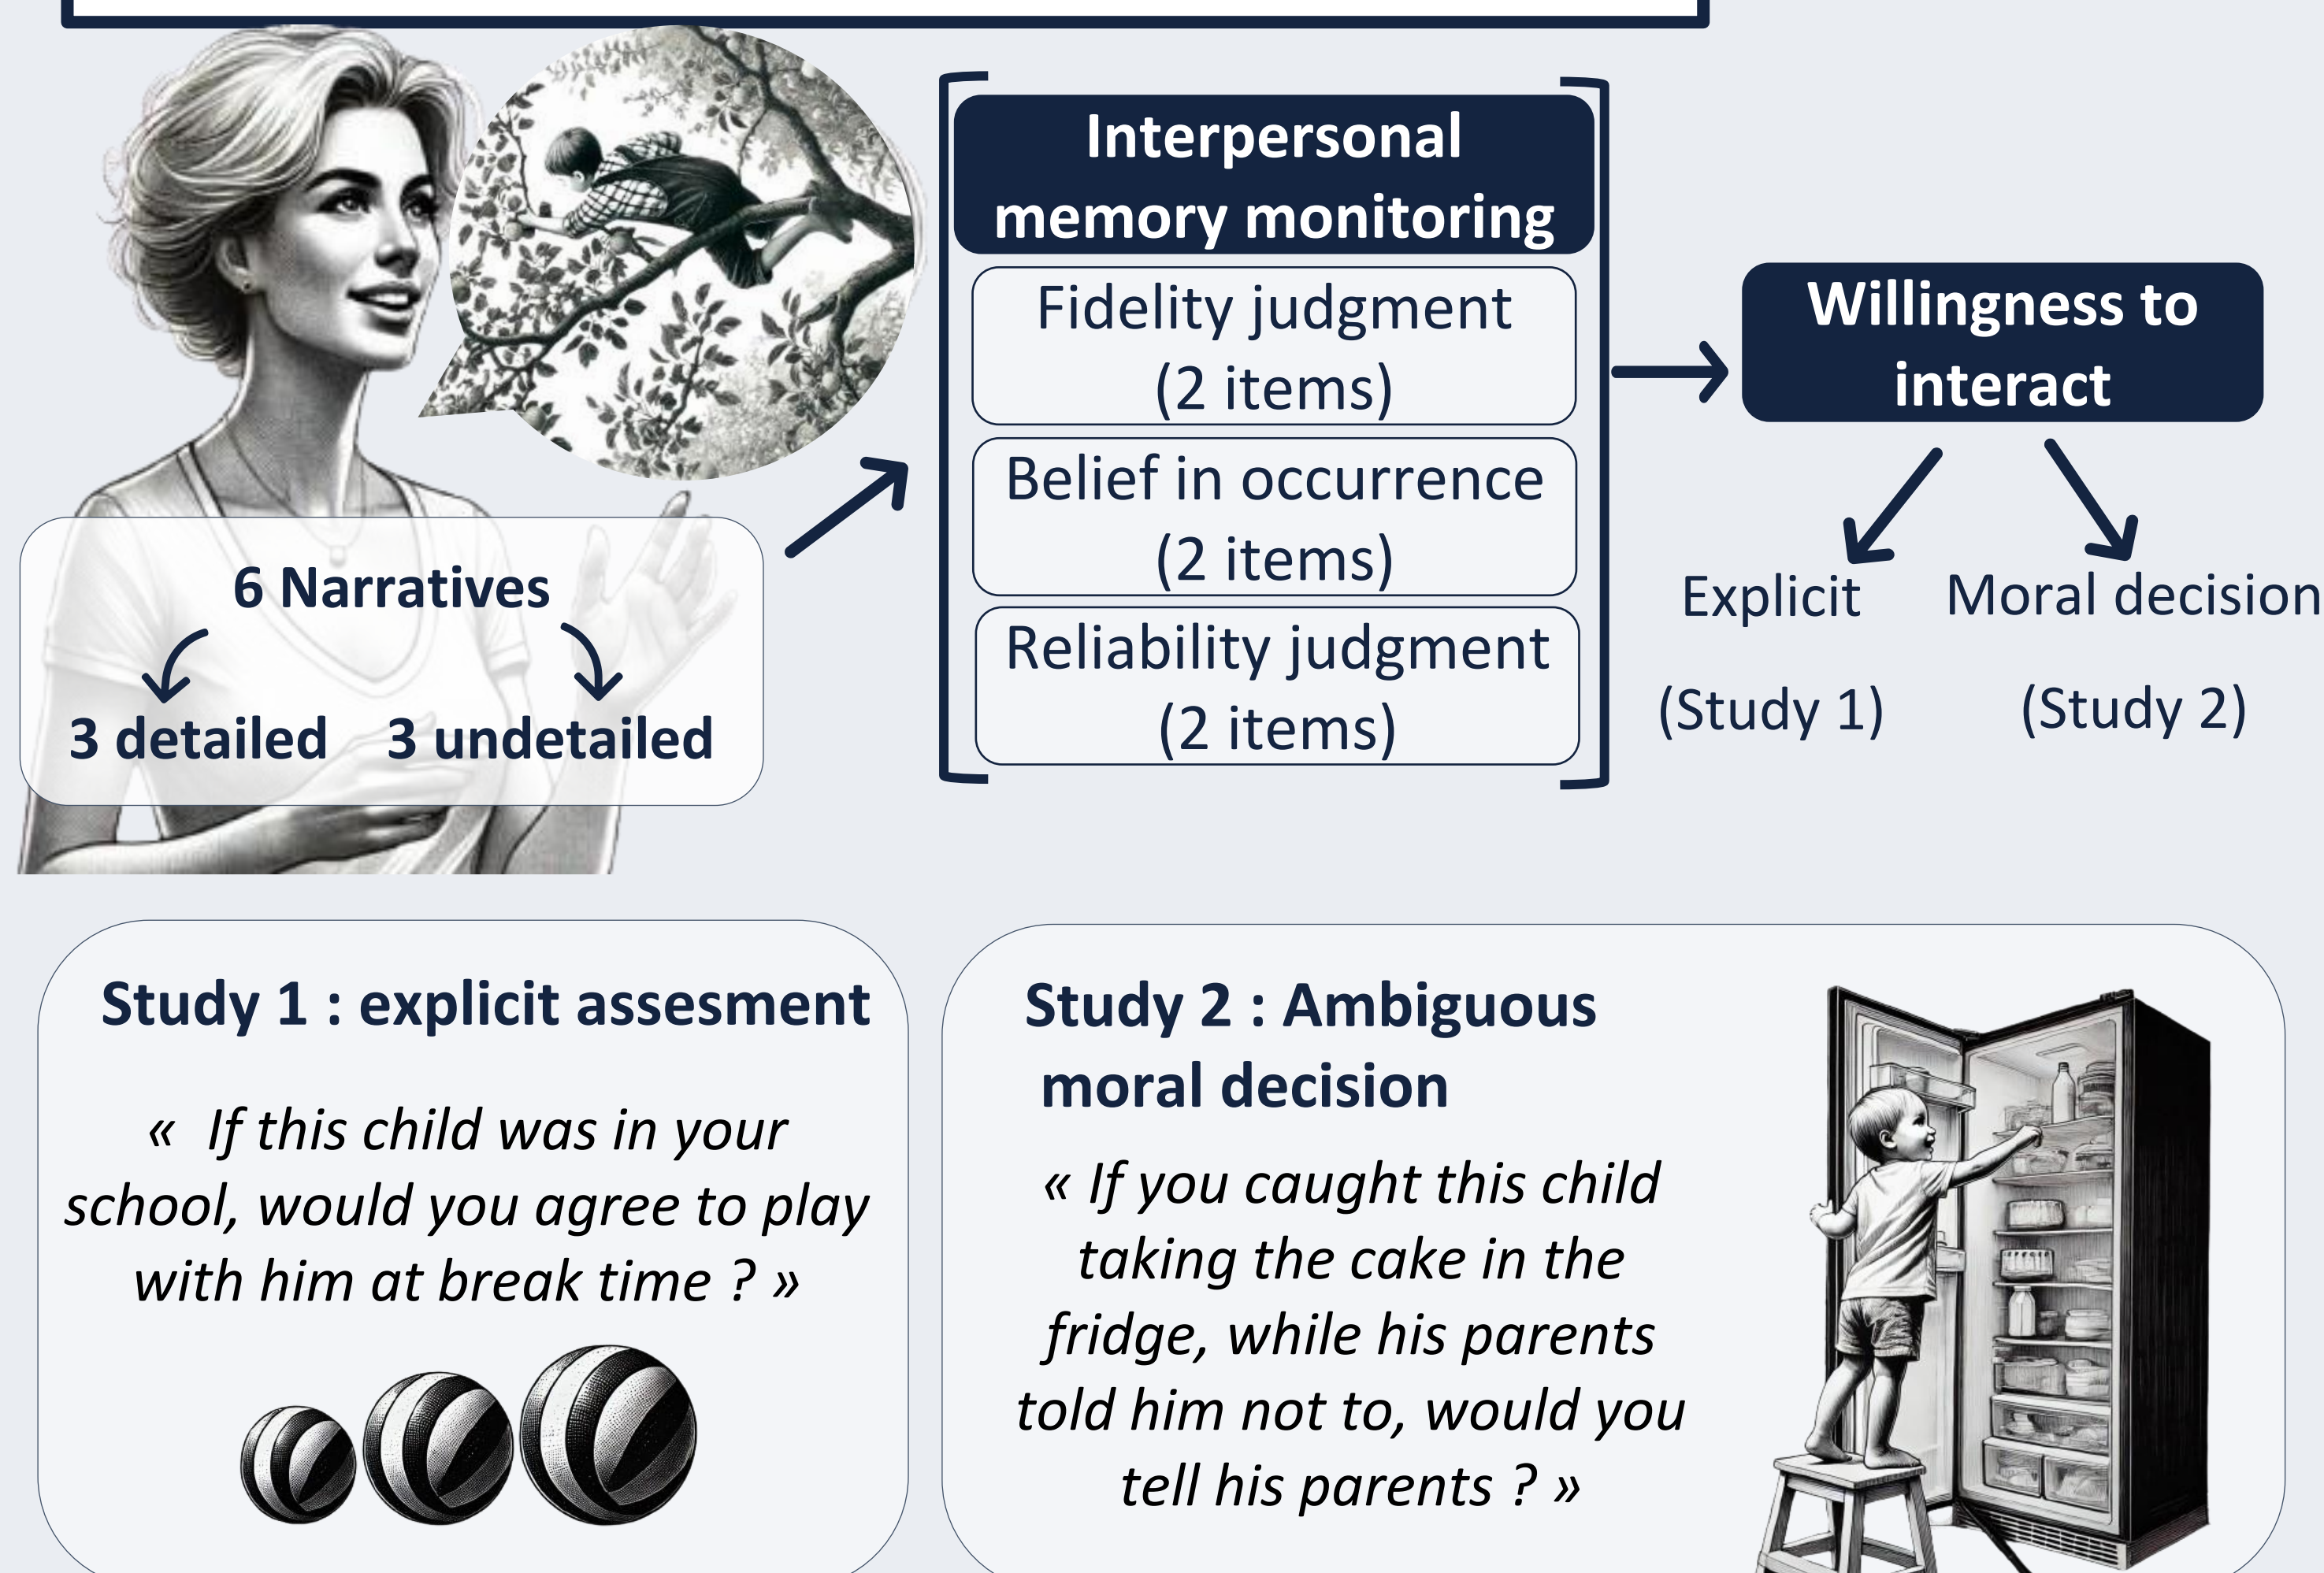 6 Narratives
3 detailed
3 undetailed
Interpersonal
memory monitoring
Fidelity judgment
(2 items)
Belief in occurrence
(2 items)
Reliability judgment
(2 items)
Willingness to
interact
Explicit
(Study 1)
Moral decision
(Study 2)
Study 1 : explicit assesment
«  If this child was in your
school, would you agree to play
with him at break time ? »
Study 2 : Ambiguous
moral decision
« If you caught this child
taking the cake in the
fridge, while his parents
told him not to, would you
tell his parents ? »